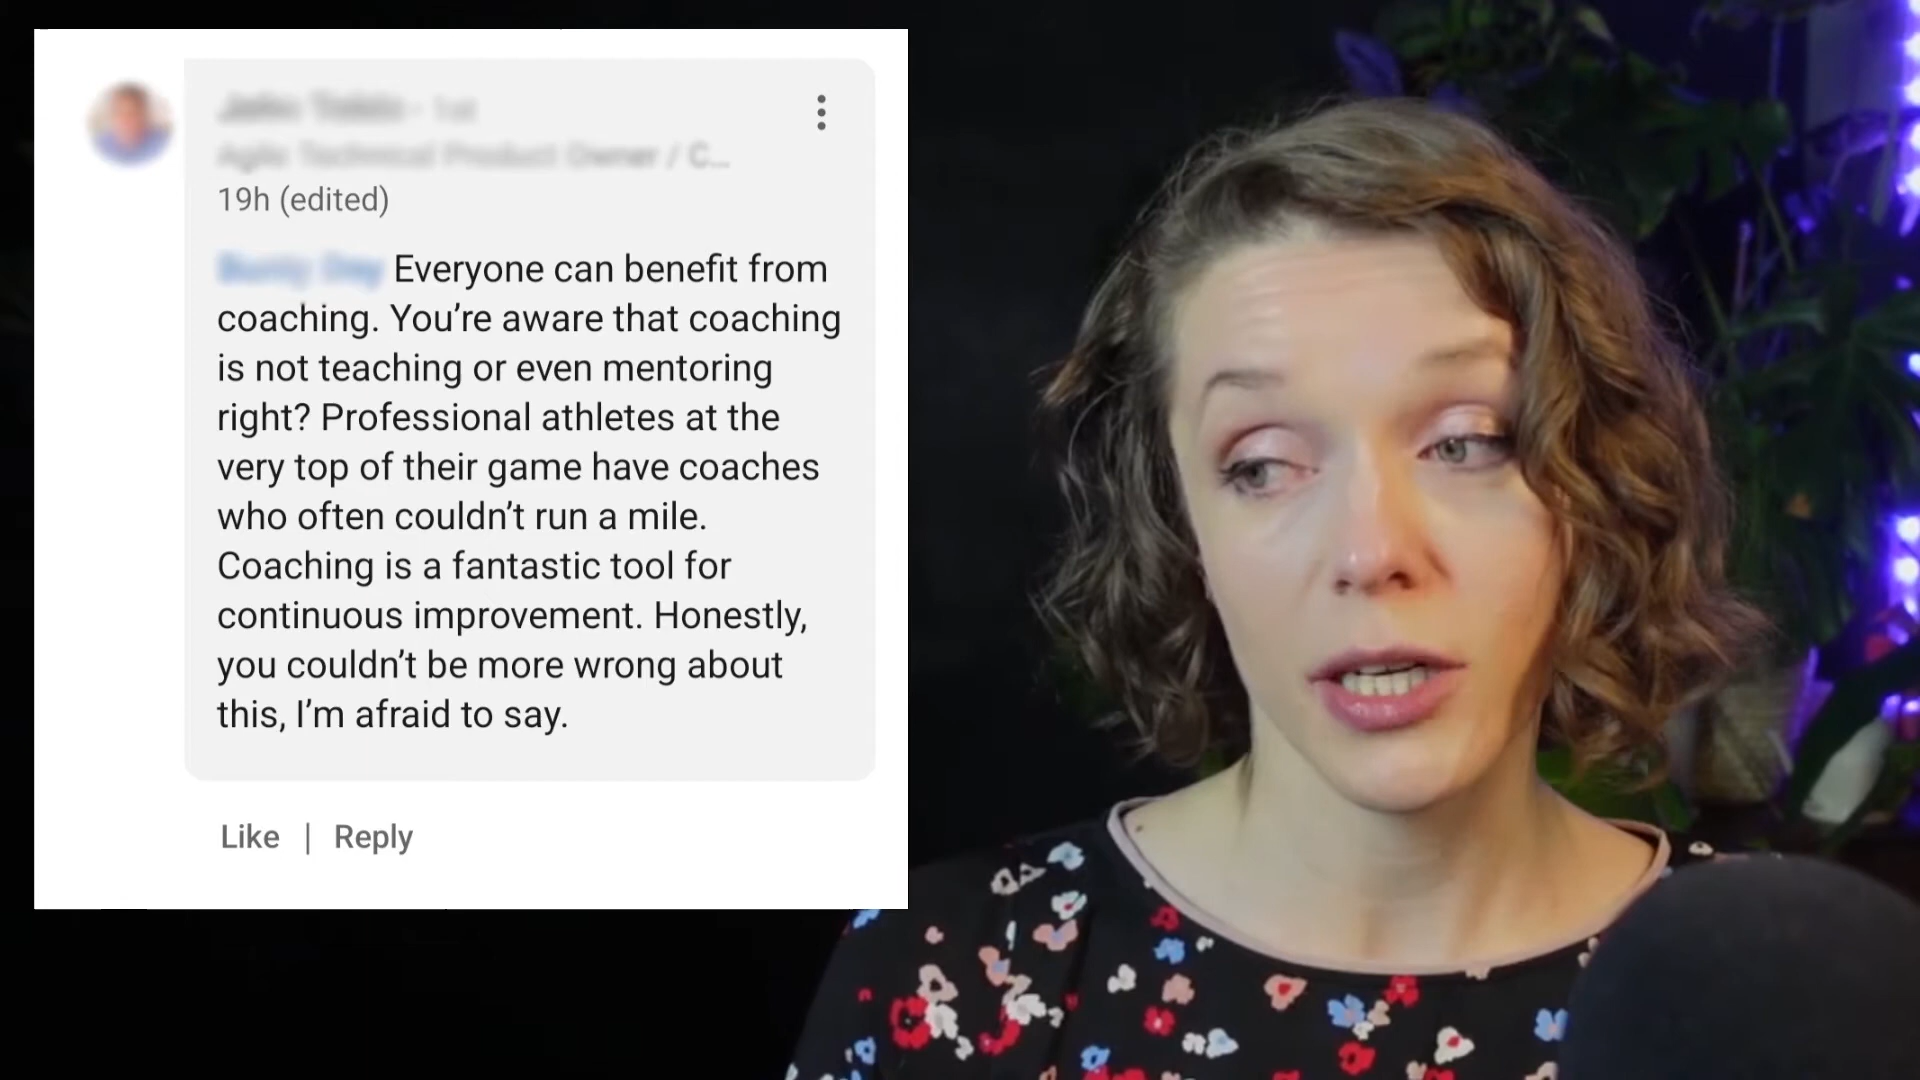 19h (edited)
Everyone can benefit from
coaching. You’re aware that coaching
is not teaching or even mentoring
right? Professional athletes at the
very top of their game have coaches
who often couldn’t run a mile.
Coaching is a fantastic tool for
continuous improvement. Honestly,
you couldn’t be more wrong about
this, I’m afraid to say.
Like | Reply